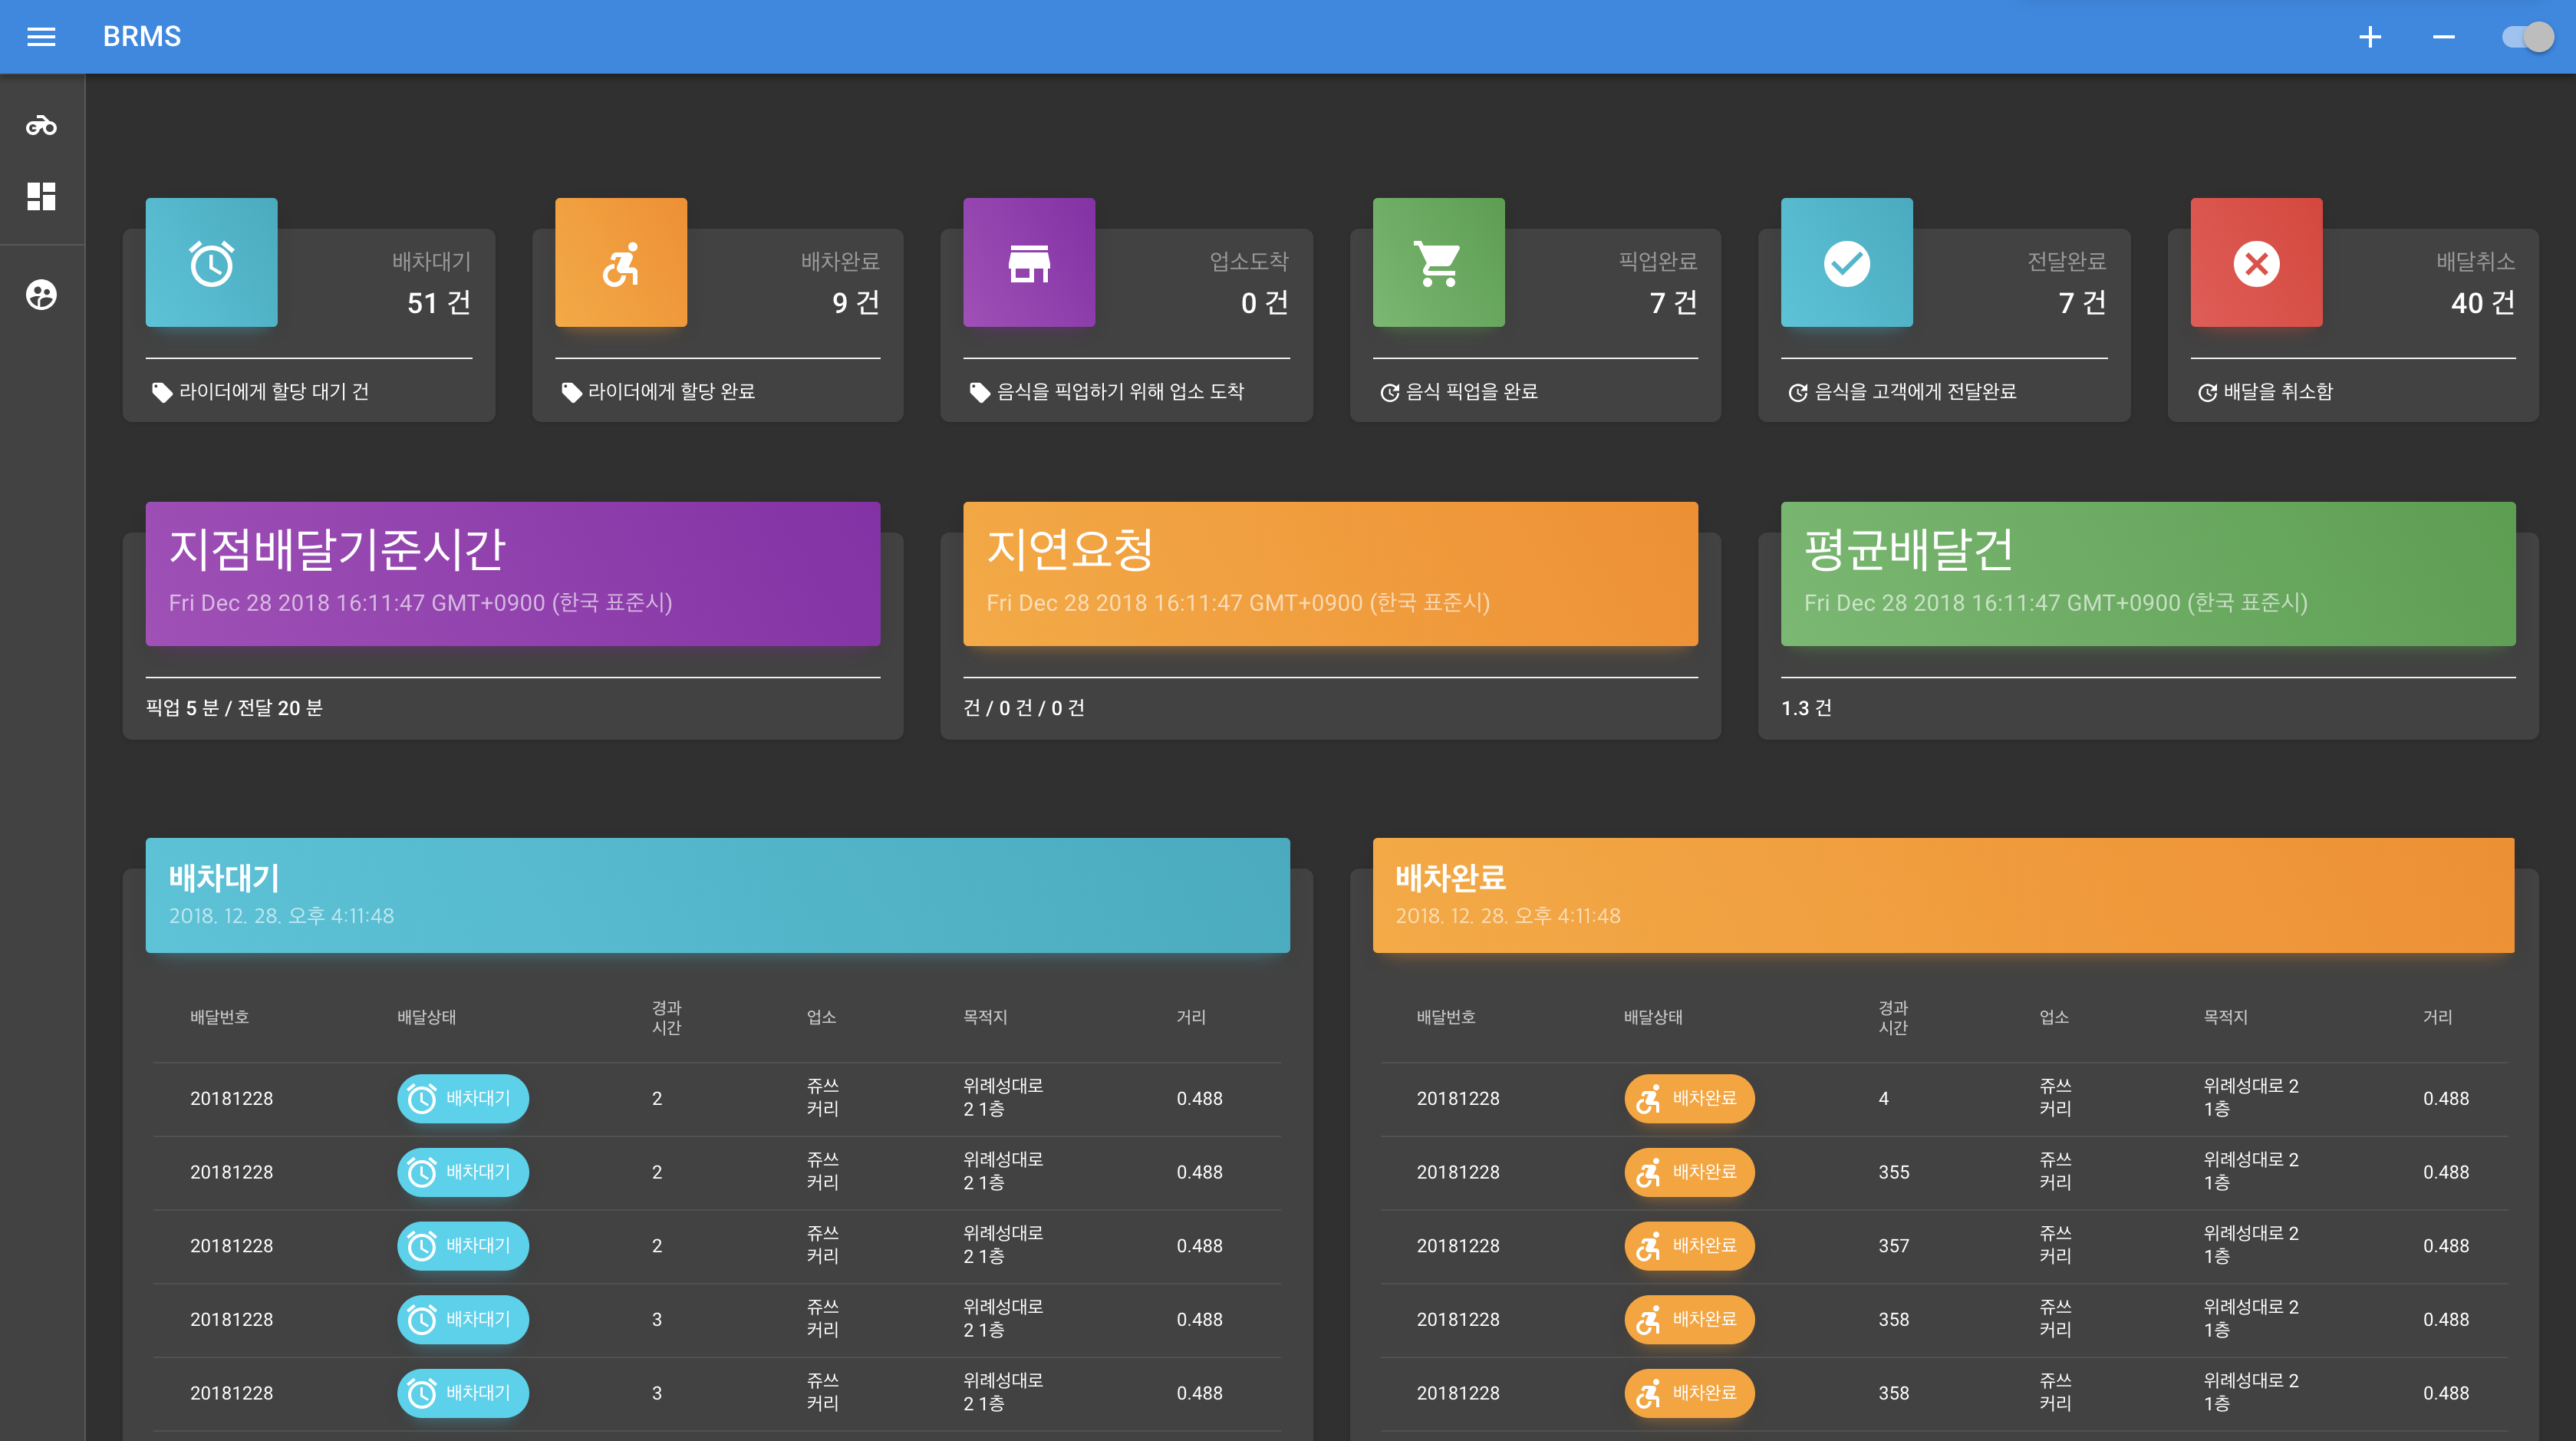 BRMS
배차대기
51 건
라이더에게 할당 대기 건
배차완료
9 건
라이더에게 할당 완료
업소도착
0 건
음식을 픽업하기 위해 업소 도착
픽업완료
7 건
음식 픽업을 완료
전달완료
7 건
음식을 고객에게 전달완료
배달취소
40 건
배달을 취소함
지점배달기준시간
Fri Dec 28 2018 16:11:47 GMT+0900 (한국 표준시)
픽업 5 분 / 전달 20 분
지연요청
Fri Dec 28 2018 16:11:47 GMT+0900 (한국 표준시)
건 / 0 건 / 0 건
평균배달건
Fri Dec 28 2018 16:11:47 GMT+0900 (한국 표준시)
1.3 건
배차대기
2018. 12. 28. 오후 4:11:48
배달번호 배달상태 경과 시간 업소 목적지 거리
20181228 배차대기 2 쥬쓰 커리 위례성대로 2 1층 0.488
20181228 배차대기 2 쥬쓰 커리 위례성대로 2 1층 0.488
20181228 배차대기 2 쥬쓰 커리 위례성대로 2 1층 0.488
20181228 배차대기 3 쥬쓰 커리 위례성대로 2 1층 0.488
20181228 배차대기 3 쥬쓰 커리 위례성대로 2 1층 0.488
배차완료
2018. 12. 28. 오후 4:11:48
배달번호 배달상태 경과 시간 업소 목적지 거리
20181228 배차완료 4 쥬쓰 커리 위례성대로 2 1층 0.488
20181228 배차완료 355 쥬쓰 커리 위례성대로 2 1층 0.488
20181228 배차완료 357 쥬쓰 커리 위례성대로 2 1층 0.488
20181228 배차완료 358 쥬쓰 커리 위례성대로 2 1층 0.488
20181228 배차완료 358 쥬쓰 커리 위례성대로 2 1층 0.488